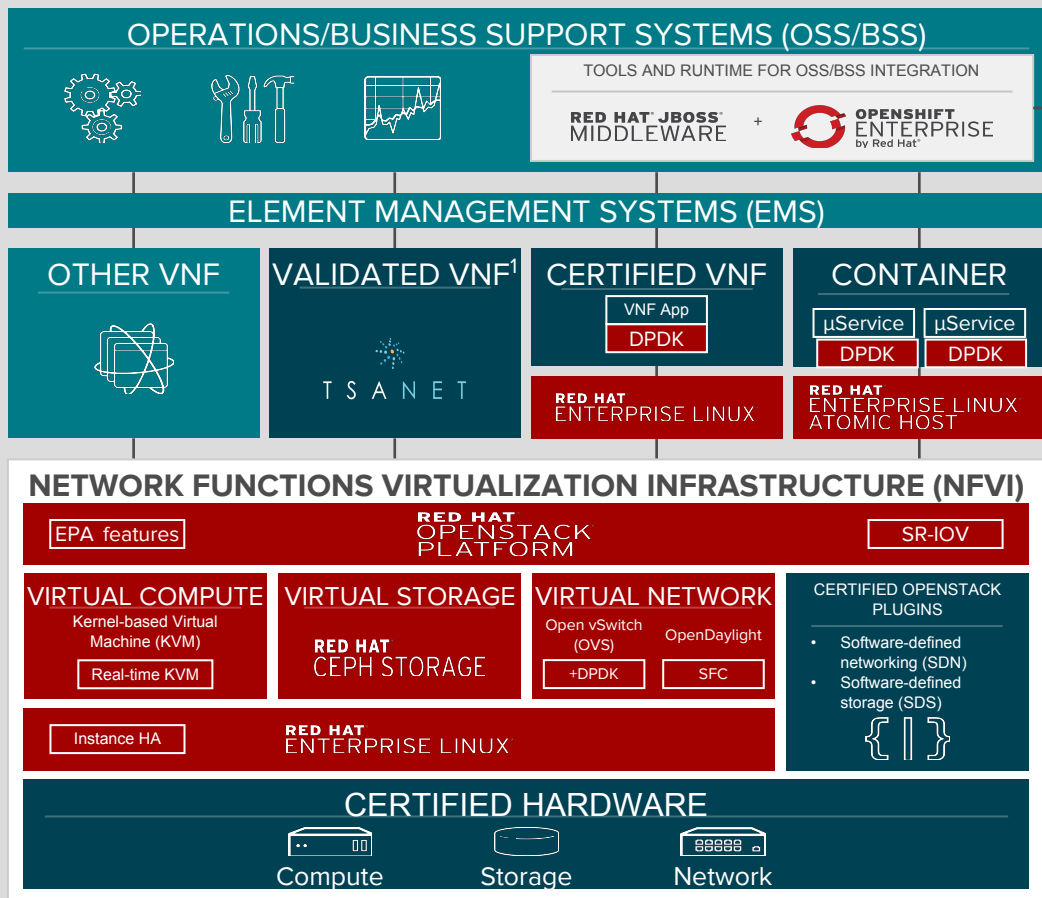 OPERATIONS/BUSINESS SUPPORT SYSTEMS (OSS/BSS)
TOOLS AND RUNTIME FOR OSS/BSS INTEGRATION
RED HAT JBOSS
MIDDLEWARE
+
OPENSHIFT
ENTERPRISE
by Red Hat
ELEMENT MANAGEMENT SYSTEMS (EMS)
OTHER VNF
VALIDATED VNF¹
TSANET
CERTIFIED VNF
VNF App
DPDK
RED HAT
ENTERPRISE LINUX
CONTAINER
µService µService
DPDK DPDK
RED HAT
ENTERPRISE LINUX
ATOMIC HOST
NETWORK FUNCTIONS VIRTUALIZATION INFRASTRUCTURE (NFVI)
EPA features
RED HAT
OPENSTACK
PLATFORM
SR-IOV
VIRTUAL COMPUTE
Kernel-based Virtual
Machine (KVM)
Real-time KVM
VIRTUAL STORAGE
RED HAT
CEPH STORAGE
VIRTUAL NETWORK
Open vSwitch
(OVS)
+DPDK
OpenDaylight
SFC
CERTIFIED OPENSTACK
PLUGINS
• Software-defined
networking (SDN)
• Software-defined
storage (SDS)
Instance HA
RED HAT
ENTERPRISE LINUX
CERTIFIED HARDWARE
Compute
Storage
Network